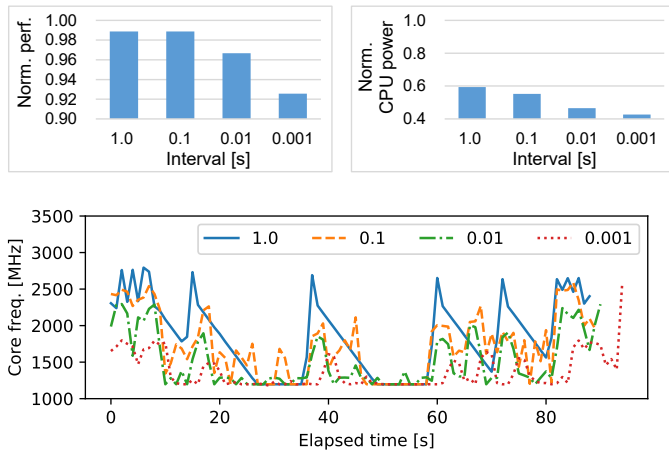 Norm. perf.
1.00
0.98
0.96
0.94
0.92
0.90
1.0 0.1 0.01 0.001
Interval [s]
Norm.
CPU power
1.0
0.8
0.6
0.4
1.0 0.1 0.01 0.001
Interval [s]
Core freq. [MHz]
3500
3000
2500
2000
1500
1000
1.0 0.1 0.01 0.001
0 20 40 60 80
Elapsed time [s]